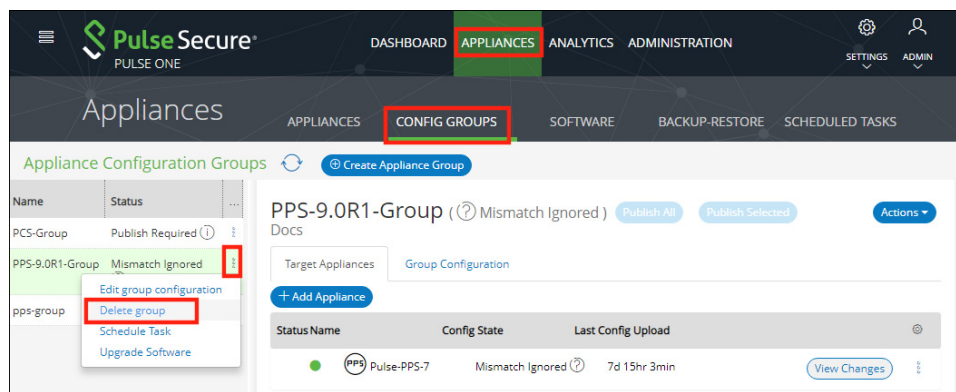 Pulse Secure®
PULSE ONE
DASHBOARD APPLIANCES ANALYTICS ADMINISTRATION
SETTINGS ADMIN
Appliances
APPLIANCES CONFIG GROUPS SOFTWARE BACKUP-RESTORE SCHEDULED TASKS
Appliance Configuration Groups
Create Appliance Group
Name Status ...
PCS-Group Publish Required
PPS-9.0R1-Group Mismatch Ignored
pps-group
Edit group configuration
Delete group
Schedule Task
Upgrade Software
PPS-9.0R1-Group ( ? Mismatch Ignored ) Publish All Publish Selected Actions
Docs
Target Appliances Group Configuration
+ Add Appliance
Status Name Config State Last Config Upload
PPS Pulse-PPS-7 Mismatch Ignored ? 7d 15hr 3min View Changes